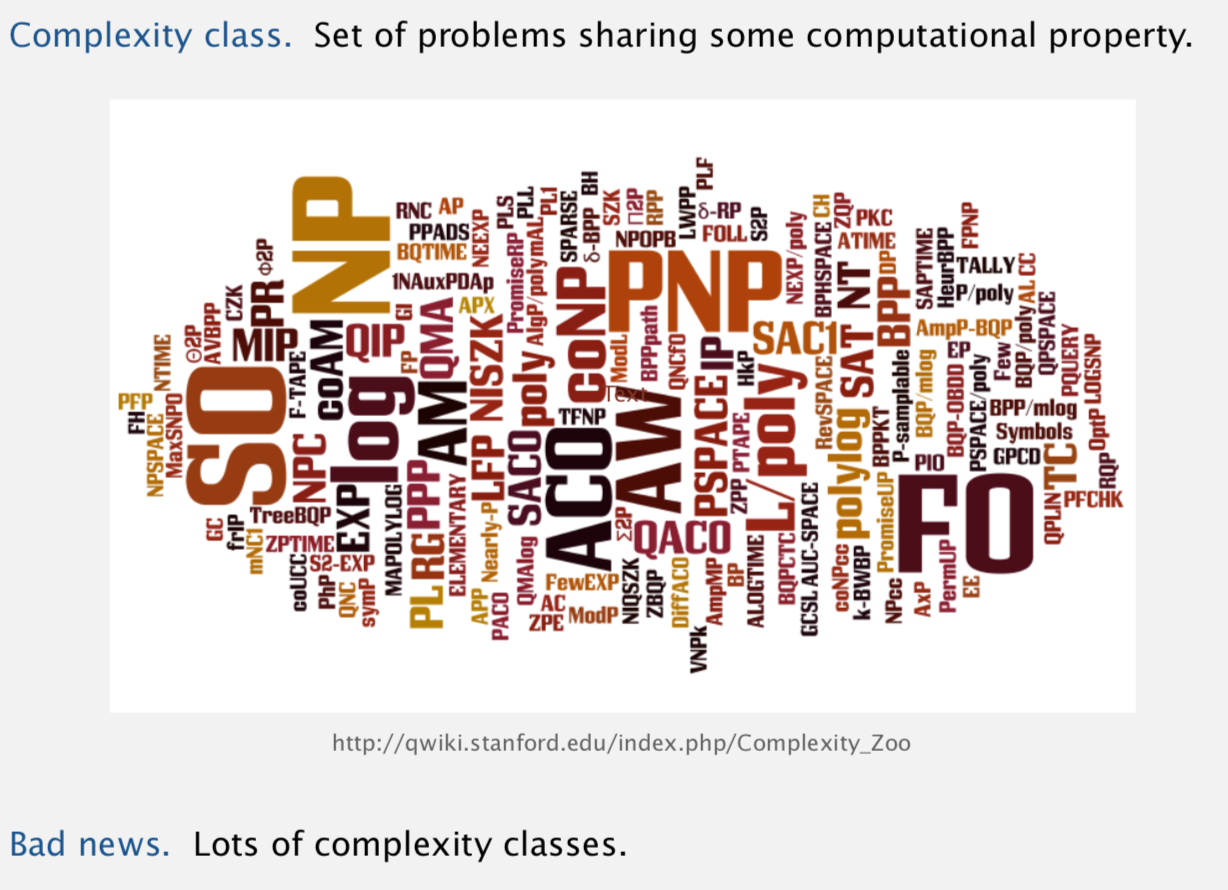 Complexity class. Set of problems sharing some computational property.
PLF
BH
RNC
AP
PLS
PLL
PL1
SPARSE
SZK
Π2P
RPP
LWPP
δ-RP
S2P
CH
ZQP
PKC
FPNP
NP
PPADS
NEEXP
δ-BPP
NPOPB
FOLL
NEXP/poly
BPHSPACE
ATIME
SAPTIME
HeurBPP
Φ2P
BQTIME
PromiseRP
AlgP/polymAL
PNP
DP
TALLY
AL
CC
PR
1NAuxPDAp
coNP
NT
BPP
P/poly
CZK
GI
QMA
APX
QPSPACE
Θ2P
AVBPP
MIP
coAM
QIP
NISZK
ModL
BPPpath
QNCf0
IP
HkP
SAC1
SAT
AmpP-BQP
BQP/poly
PQUERY
LOGSNP
NTIME
F-TAPE
FP
poly
EP
Few
PFP
FH
NPSPACE
MaxSNPO
SO
log
AM
TFNP
Text
AW
PSPACE
PTAPE
L/poly
RevSPACE
polylog
BPPKT
P-samplable
BQP/mlog
BQP-OBDD
PSPACE/poly
BPP/mlog
Symbols
OptP
NPC
LFP
SAC0
AC0
ZPP
PIO
GPCD
TC
RQP
EXP
MAPOLYLOG
PPP
ELEMENTARY
Nearly-P
Σ2P
QAC0
PromiseUP
FO
QPLIN
PFCHK
GC
frIP
TreeBQP
mNC1
ZPTIME
S2-EXP
RG
PL
QMAlog
FewEXP
NIQSZK
ZBQP
DiffAC0
AmpMP
BP
ALOGTIME
BQPCTC
GCSL
AUC-SPACE
coNPcc
k-BWBP
NPcc
AxP
PermUP
EE
coUCC
PhP
QNC
symP
APP
PAC0
AC
ZPE
ModP
VNPk
http://qwiki.stanford.edu/index.php/Complexity_Zoo
Bad news. Lots of complexity classes.